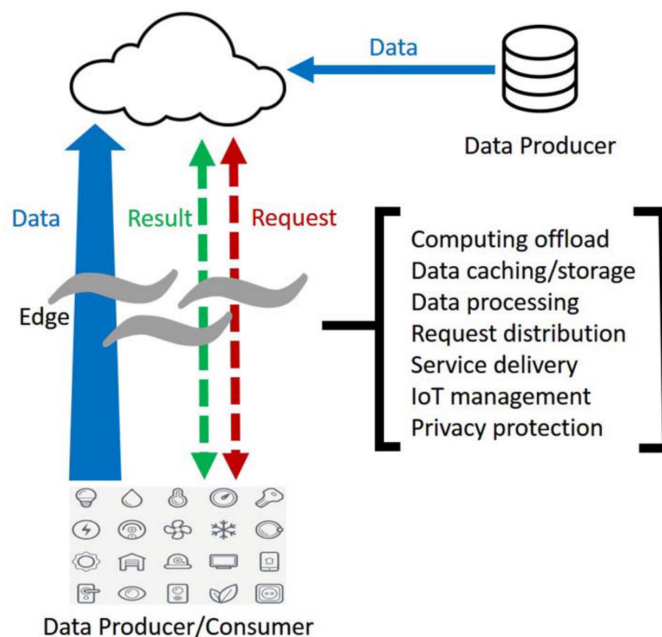 Data
Data Producer
Data
Result
Request
Edge
Computing offload
Data caching/storage
Data processing
Request distribution
Service delivery
IoT management
Privacy protection
Data Producer/Consumer